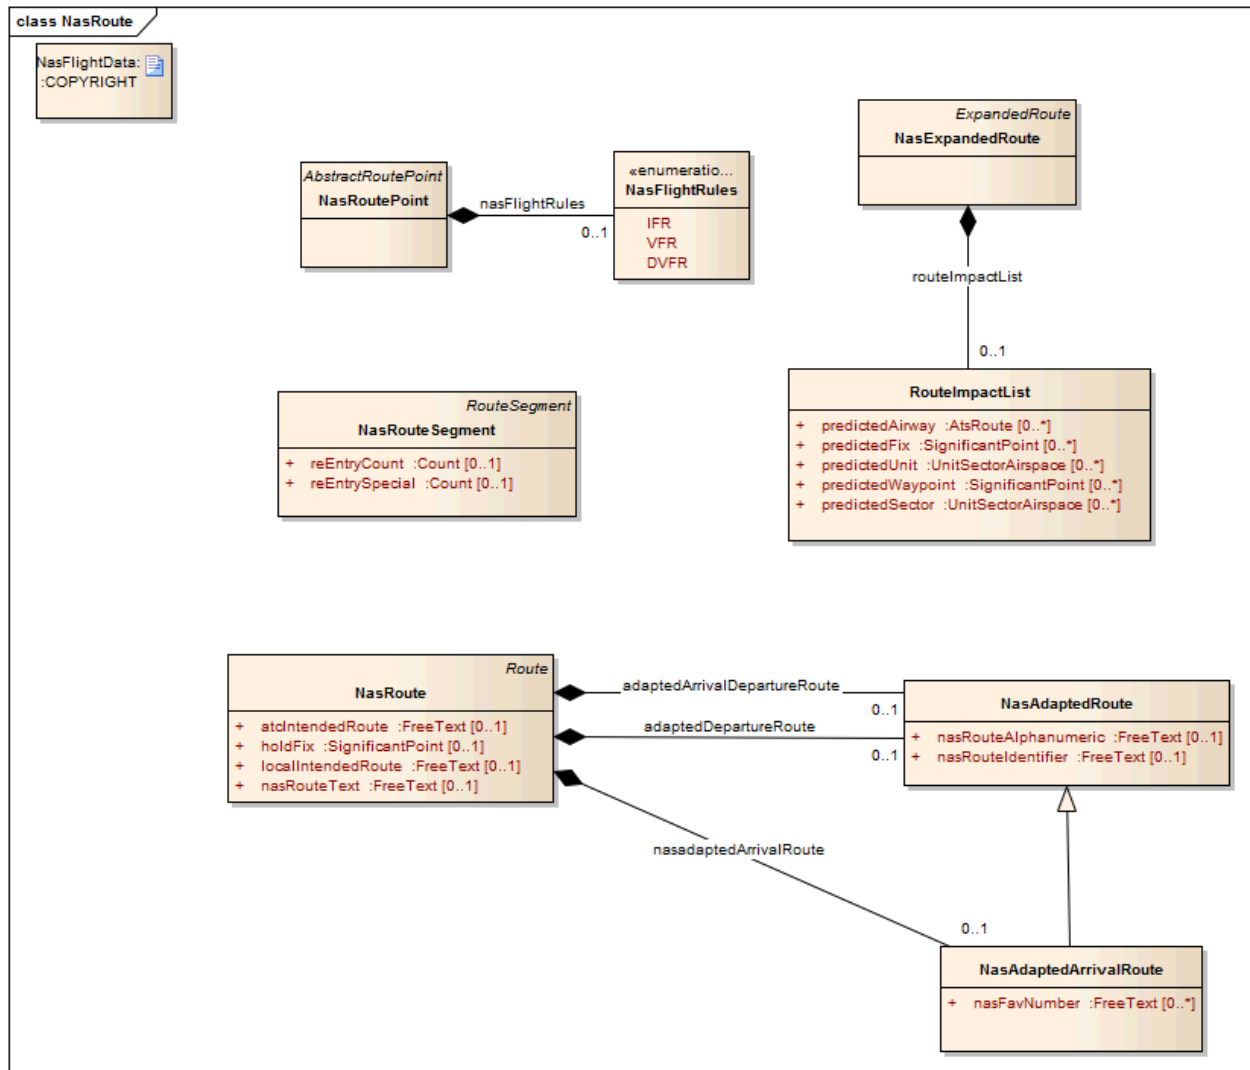 class NasRoute
NasFlightData:
:COPYRIGHT
AbstractRoutePoint
NasRoutePoint
nasFlightRules
0..1
«enumeratio...
NasFlightRules
IFR
VFR
DVFR
ExpandedRoute
NasExpandedRoute
routeImpactList
0..1
RouteImpactList
+ predictedAirway :AtsRoute [0..*]
+ predictedFix :SignificantPoint [0..*]
+ predictedUnit :UnitSectorAirspace [0..*]
+ predictedWaypoint :SignificantPoint [0..*]
+ predictedSector :UnitSectorAirspace [0..*]
RouteSegment
NasRouteSegment
+ reEntryCount :Count [0..1]
+ reEntrySpecial :Count [0..1]
Route
NasRoute
+ atcIntendedRoute :FreeText [0..1]
+ holdFix :SignificantPoint [0..1]
+ localIntendedRoute :FreeText [0..1]
+ nasRouteText :FreeText [0..1]
adaptedArrivalDepartureRoute
0..1
adaptedDepartureRoute
0..1
nasadaptedArrivalRoute
0..1
NasAdaptedRoute
+ nasRouteAlphanumeric :FreeText [0..1]
+ nasRouteIdentifier :FreeText [0..1]
NasAdaptedArrivalRoute
+ nasFavNumber :FreeText [0..*]